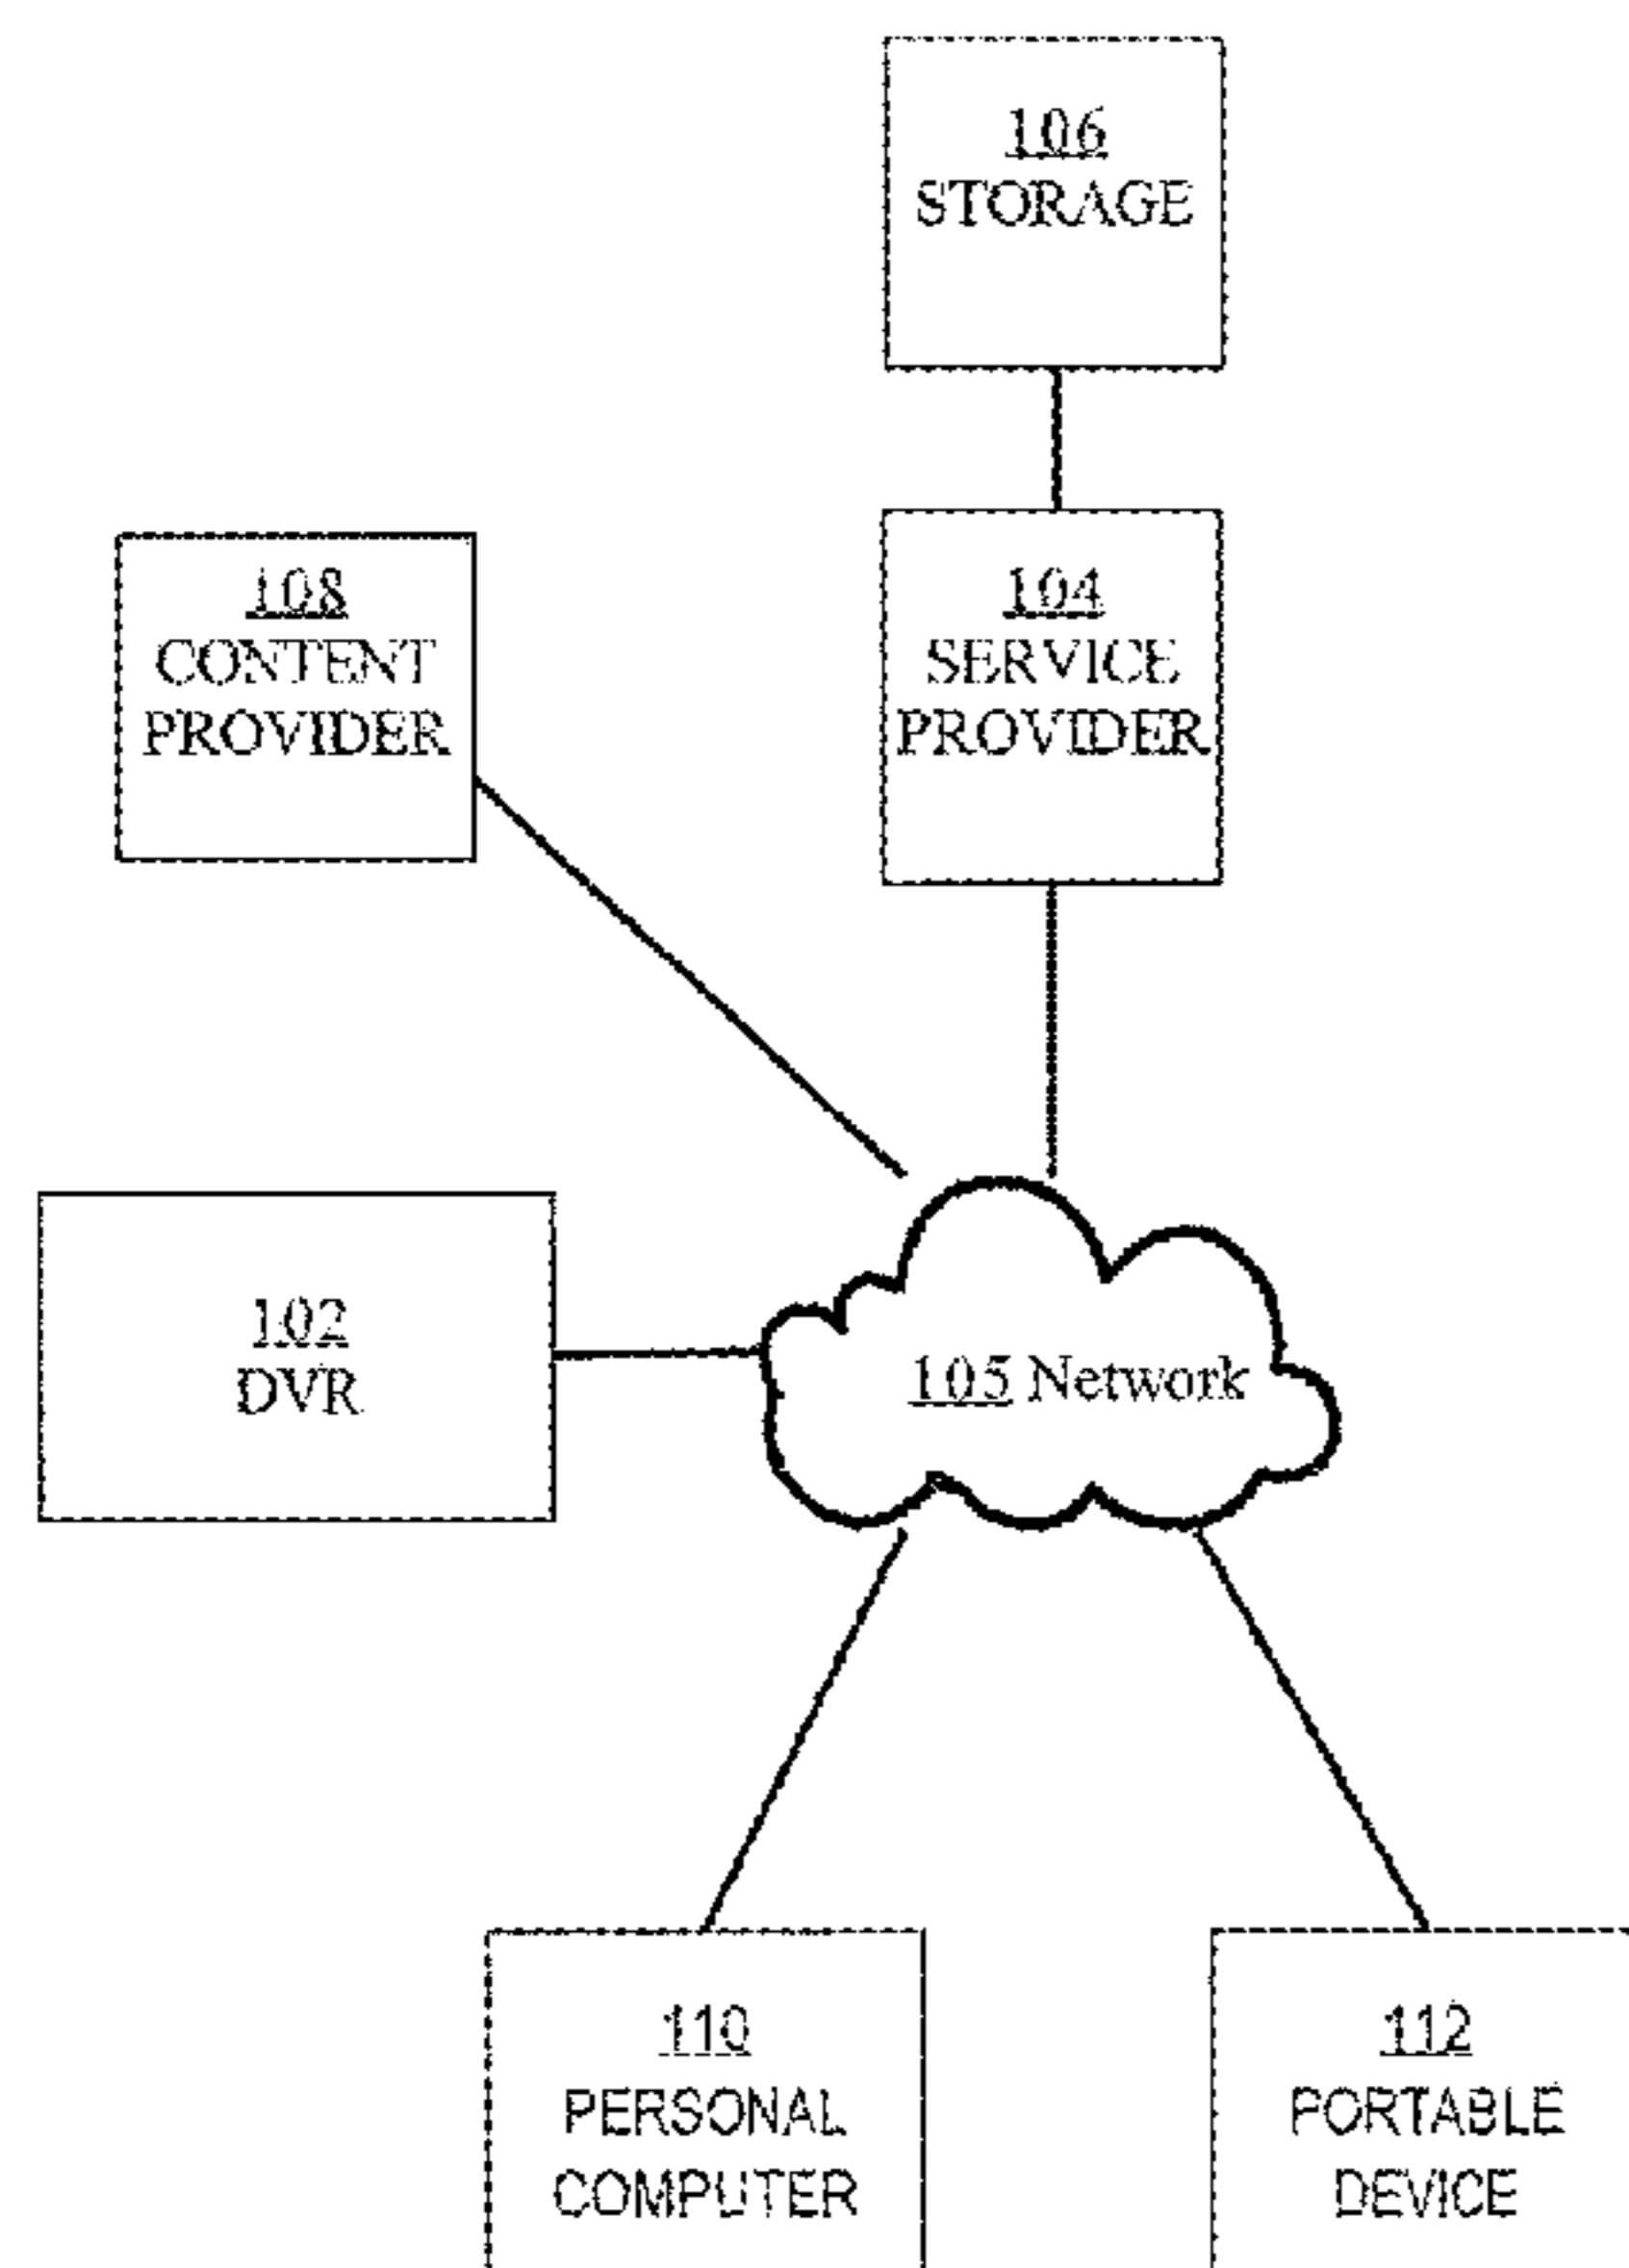 106
STORAGE
108
CONTENT
PROVIDER
104
SERVICE
PROVIDER
102
DVR
105 Network
110
PERSONAL
COMPUTER
112
PORTABLE
DEVICE